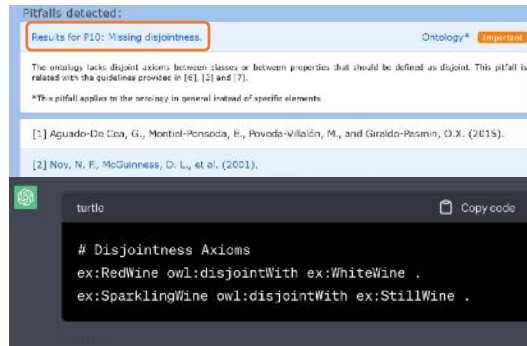 Pitfalls detected:
Results for P10: Missing disjointness. Ontology* Important
The ontology lacks disjoint axioms between classes or between properties that should be defined as disjoint. This pitfall is
related with the guidelines provided in [6], [2] and [7].
*This pitfall applies to the ontology in general instead of specific elements
[1] Aguado-De Cea, G., Montiel-Ponsoda, E., Poveda-Villalón, M., and Giraldo-Pasmin, O.X. (2015).
[2] Noy, N. F., McGuinness, D. L., et al. (2001).
turtle Copy code
# Disjointness Axioms
ex:RedWine owl:disjointWith ex:WhiteWine .
ex:SparklingWine owl:disjointWith ex:StillWine .